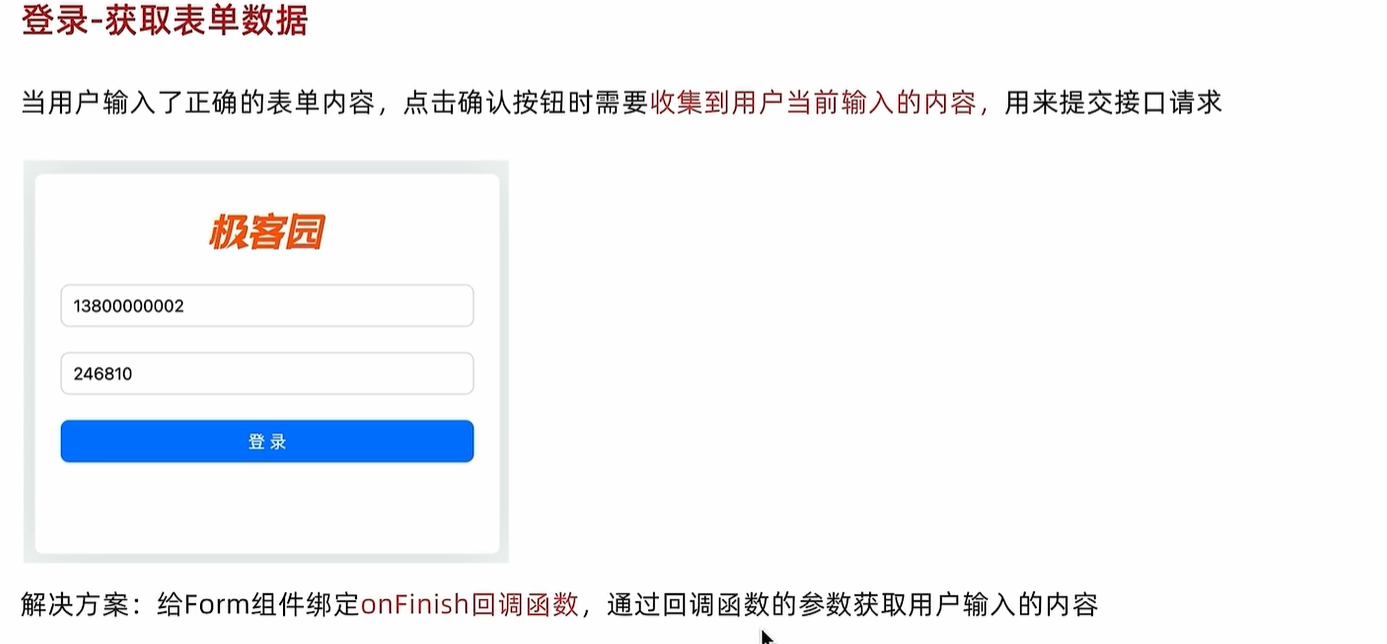 登录-获取表单数据
当用户输入了正确的表单内容，点击确认按钮时需要收集到用户当前输入的内容，用来提交接口请求
极客园
13800000002
246810
登 录
解决方案：给Form组件绑定onFinish回调函数，通过回调函数的参数获取用户输入的内容